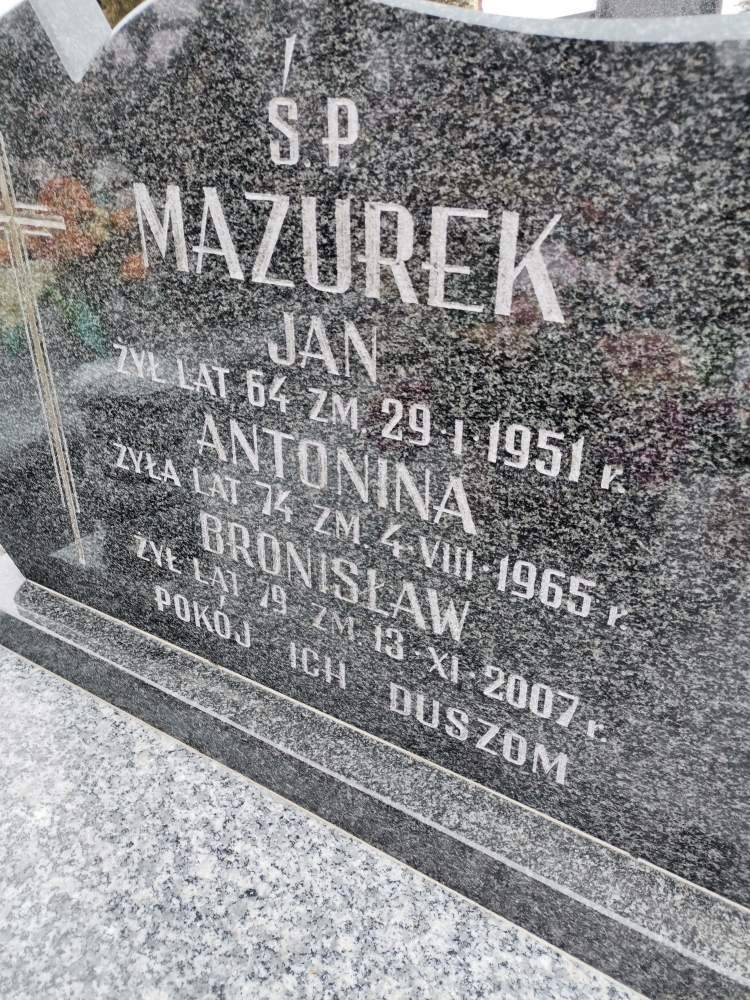 Ś.P.
MAZUREK
JAN
ŻYŁ LAT 64 ZM. 29·I·1951 r.
ANTONINA
ŻYŁA LAT 74 ZM. 4·VIII·1965 r.
BRONISŁAW
ŻYŁ LAT 79 ZM. 13·XI·2007 r.
POKÓJ ICH DUSZOM